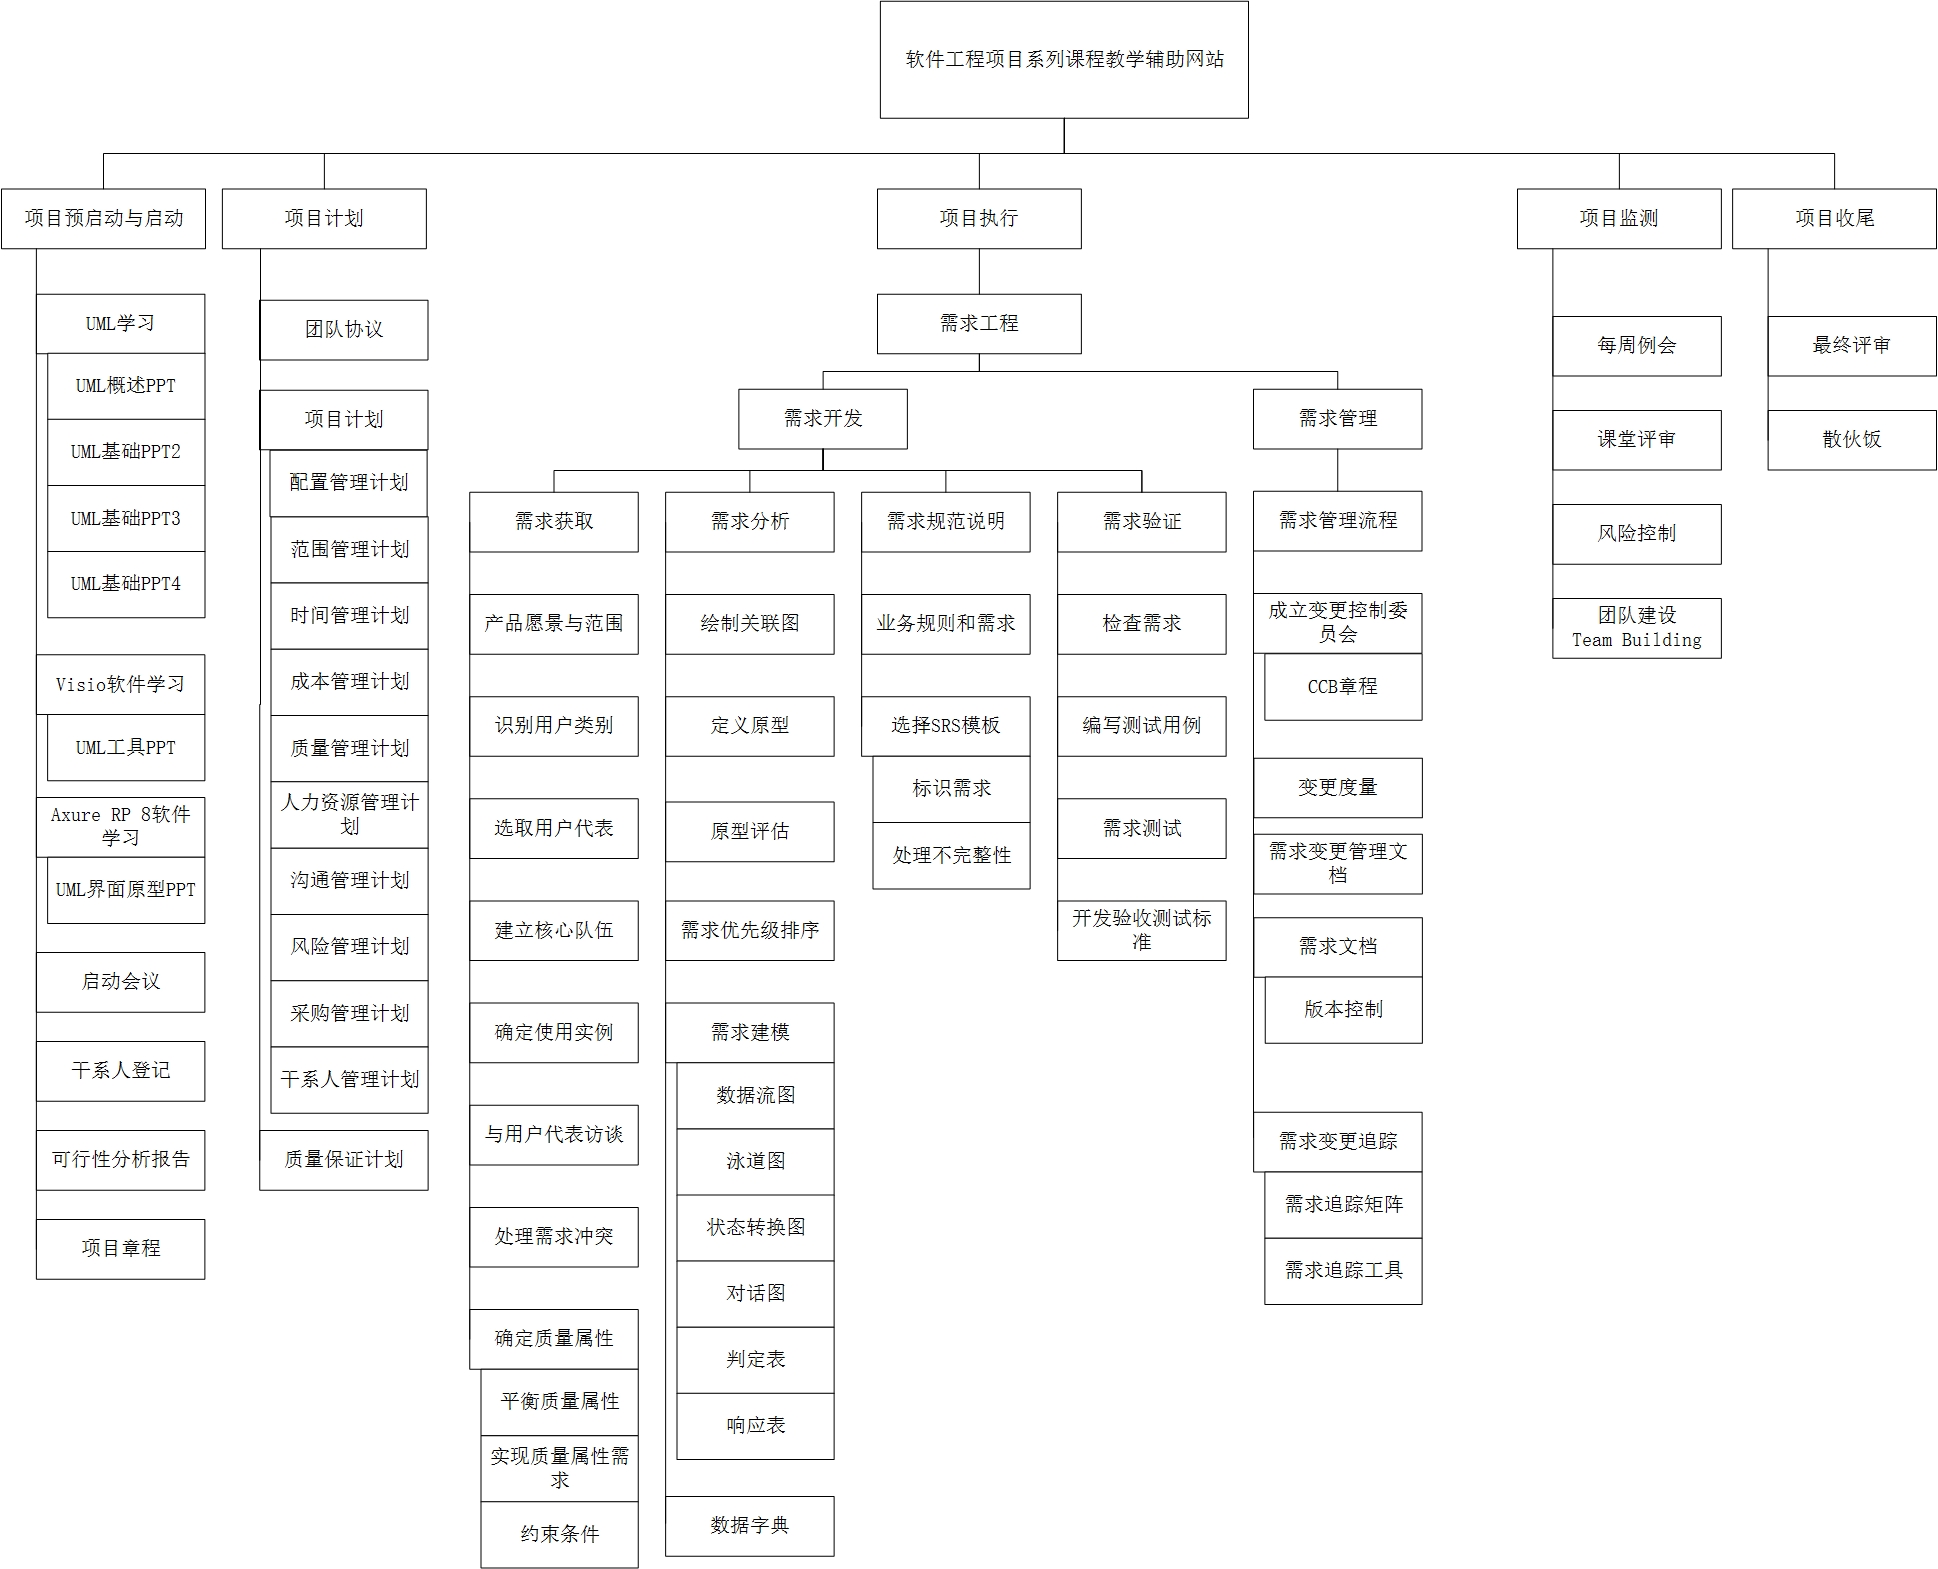 软件工程项目系列课程教学辅助网站
项目预启动与启动
项目计划
项目执行
项目监测
项目收尾
UML学习
UML概述PPT
UML基础PPT2
UML基础PPT3
UML基础PPT4
Visio软件学习
UML工具PPT
Axure RP 8软件
学习
UML界面原型PPT
启动会议
干系人登记
可行性分析报告
项目章程
团队协议
项目计划
配置管理计划
范围管理计划
时间管理计划
成本管理计划
质量管理计划
人力资源管理计
划
沟通管理计划
风险管理计划
采购管理计划
干系人管理计划
质量保证计划
需求工程
需求开发
需求管理
需求获取
产品愿景与范围
识别用户类别
选取用户代表
建立核心队伍
确定使用实例
与用户代表访谈
处理需求冲突
确定质量属性
平衡质量属性
实现质量属性需
求
约束条件
需求分析
绘制关联图
定义原型
原型评估
需求优先级排序
需求建模
数据流图
泳道图
状态转换图
对话图
判定表
响应表
数据字典
需求规范说明
业务规则和需求
选择SRS模板
标识需求
处理不完整性
需求验证
检查需求
编写测试用例
需求测试
开发验收测试标
准
需求管理流程
成立变更控制委
员会
CCB章程
变更度量
需求变更管理文
档
需求文档
版本控制
需求变更追踪
需求追踪矩阵
需求追踪工具
每周例会
课堂评审
风险控制
团队建设
Team Building
最终评审
散伙饭